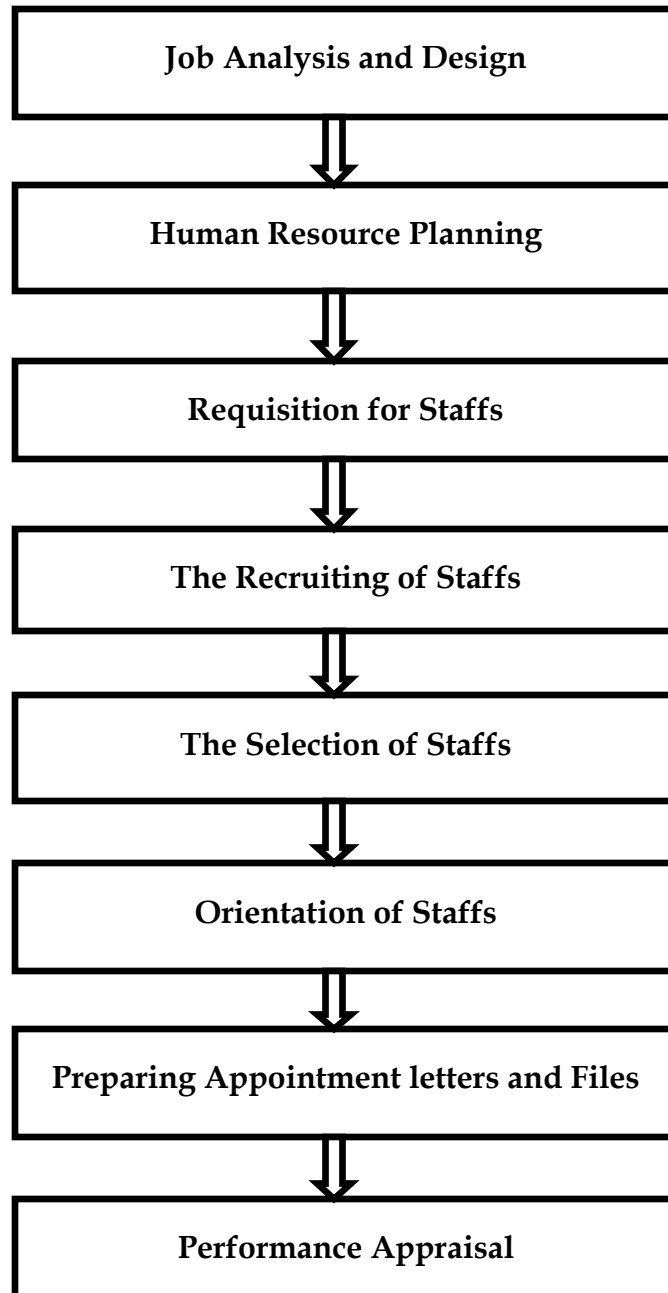 Job Analysis and Design
Human Resource Planning
Requisition for Staffs
The Recruiting of Staffs
The Selection of Staffs
Orientation of Staffs
Preparing Appointment letters and Files
Performance Appraisal